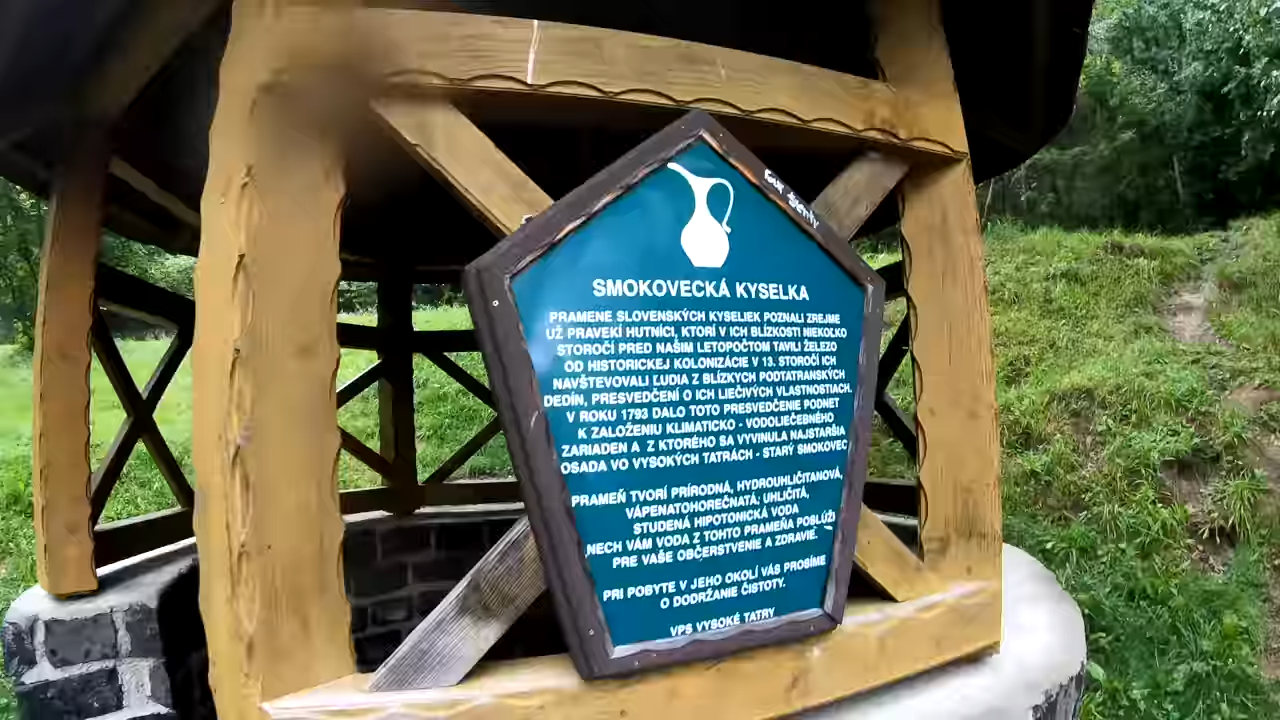 SMOKOVECKÁ KYSELKA
PRAMENE SLOVENSKÝCH KYSELIEK POZNALI ZREJME
UŽ PRAVEKÍ HUTNÍCI, KTORÍ V ICH BLÍZKOSTI NIEKOĽKO
STOROČÍ PRED NAŠIM LETOPOČTOM TAVILI ŽELEZO
OD HISTORICKEJ KOLONIZÁCIE V 13. STOROČÍ ICH
NAVŠTEVOVALI ĽUDIA Z BLÍZKYCH PODTATRANSKÝCH
DEDÍN, PRESVEDČENÍ O ICH LIEČIVÝCH VLASTNOSTIACH.
V ROKU 1793 DALO TOTO PRESVEDČENIE PODNET
K ZALOŽENIU KLIMATICKO - VODOLIEČEBNÉHO
ZARIADEN A Z KTORÉHO SA VYVINULA NAJSTARŠIA
OSADA VO VYSOKÝCH TATRÁCH - STARÝ SMOKOVEC
PRAMEŇ TVORÍ PRÍRODNÁ, HYDROUHLIČITANOVÁ,
VÁPENATOHOREČNATÁ, UHLIČITÁ,
STUDENÁ HIPOTONICKÁ VODA
NECH VÁM VODA Z TOHTO PRAMEŇA POSLÚŽI
PRE VAŠE OBČERSTVENIE A ZDRAVIE.
PRI POBYTE V JEHO OKOLÍ VÁS PROSÍME
O DODRŽANIE ČISTOTY.
VPS VYSOKÉ TATRY